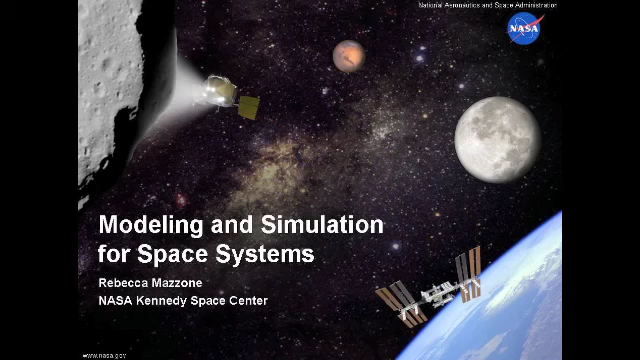 National Aeronautics and Space Administration
NASA
Modeling and Simulation
for Space Systems
Rebecca Mazzone
NASA Kennedy Space Center
www.nasa.gov